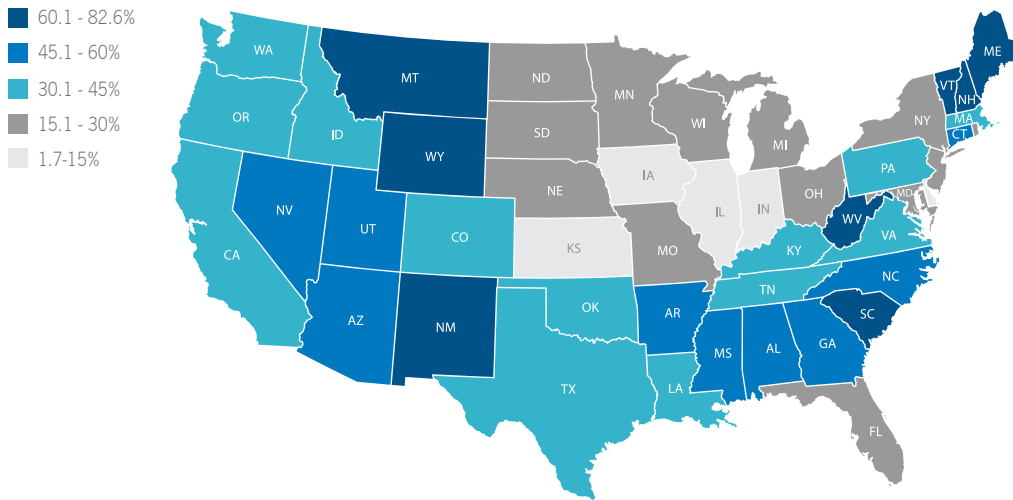 60.1 - 82.6%
45.1 - 60%
30.1 - 45%
15.1 - 30%
1.7-15%
WA
OR
ID
MT
WY
ND
SD
NE
MN
WI
MI
IA
IL
IN
OH
NY
PA
VT
NH
ME
MA
CT
MD
WV
VA
KY
TN
NC
SC
GA
AL
MS
AR
LA
FL
MO
KS
OK
TX
CO
NM
UT
AZ
NV
CA